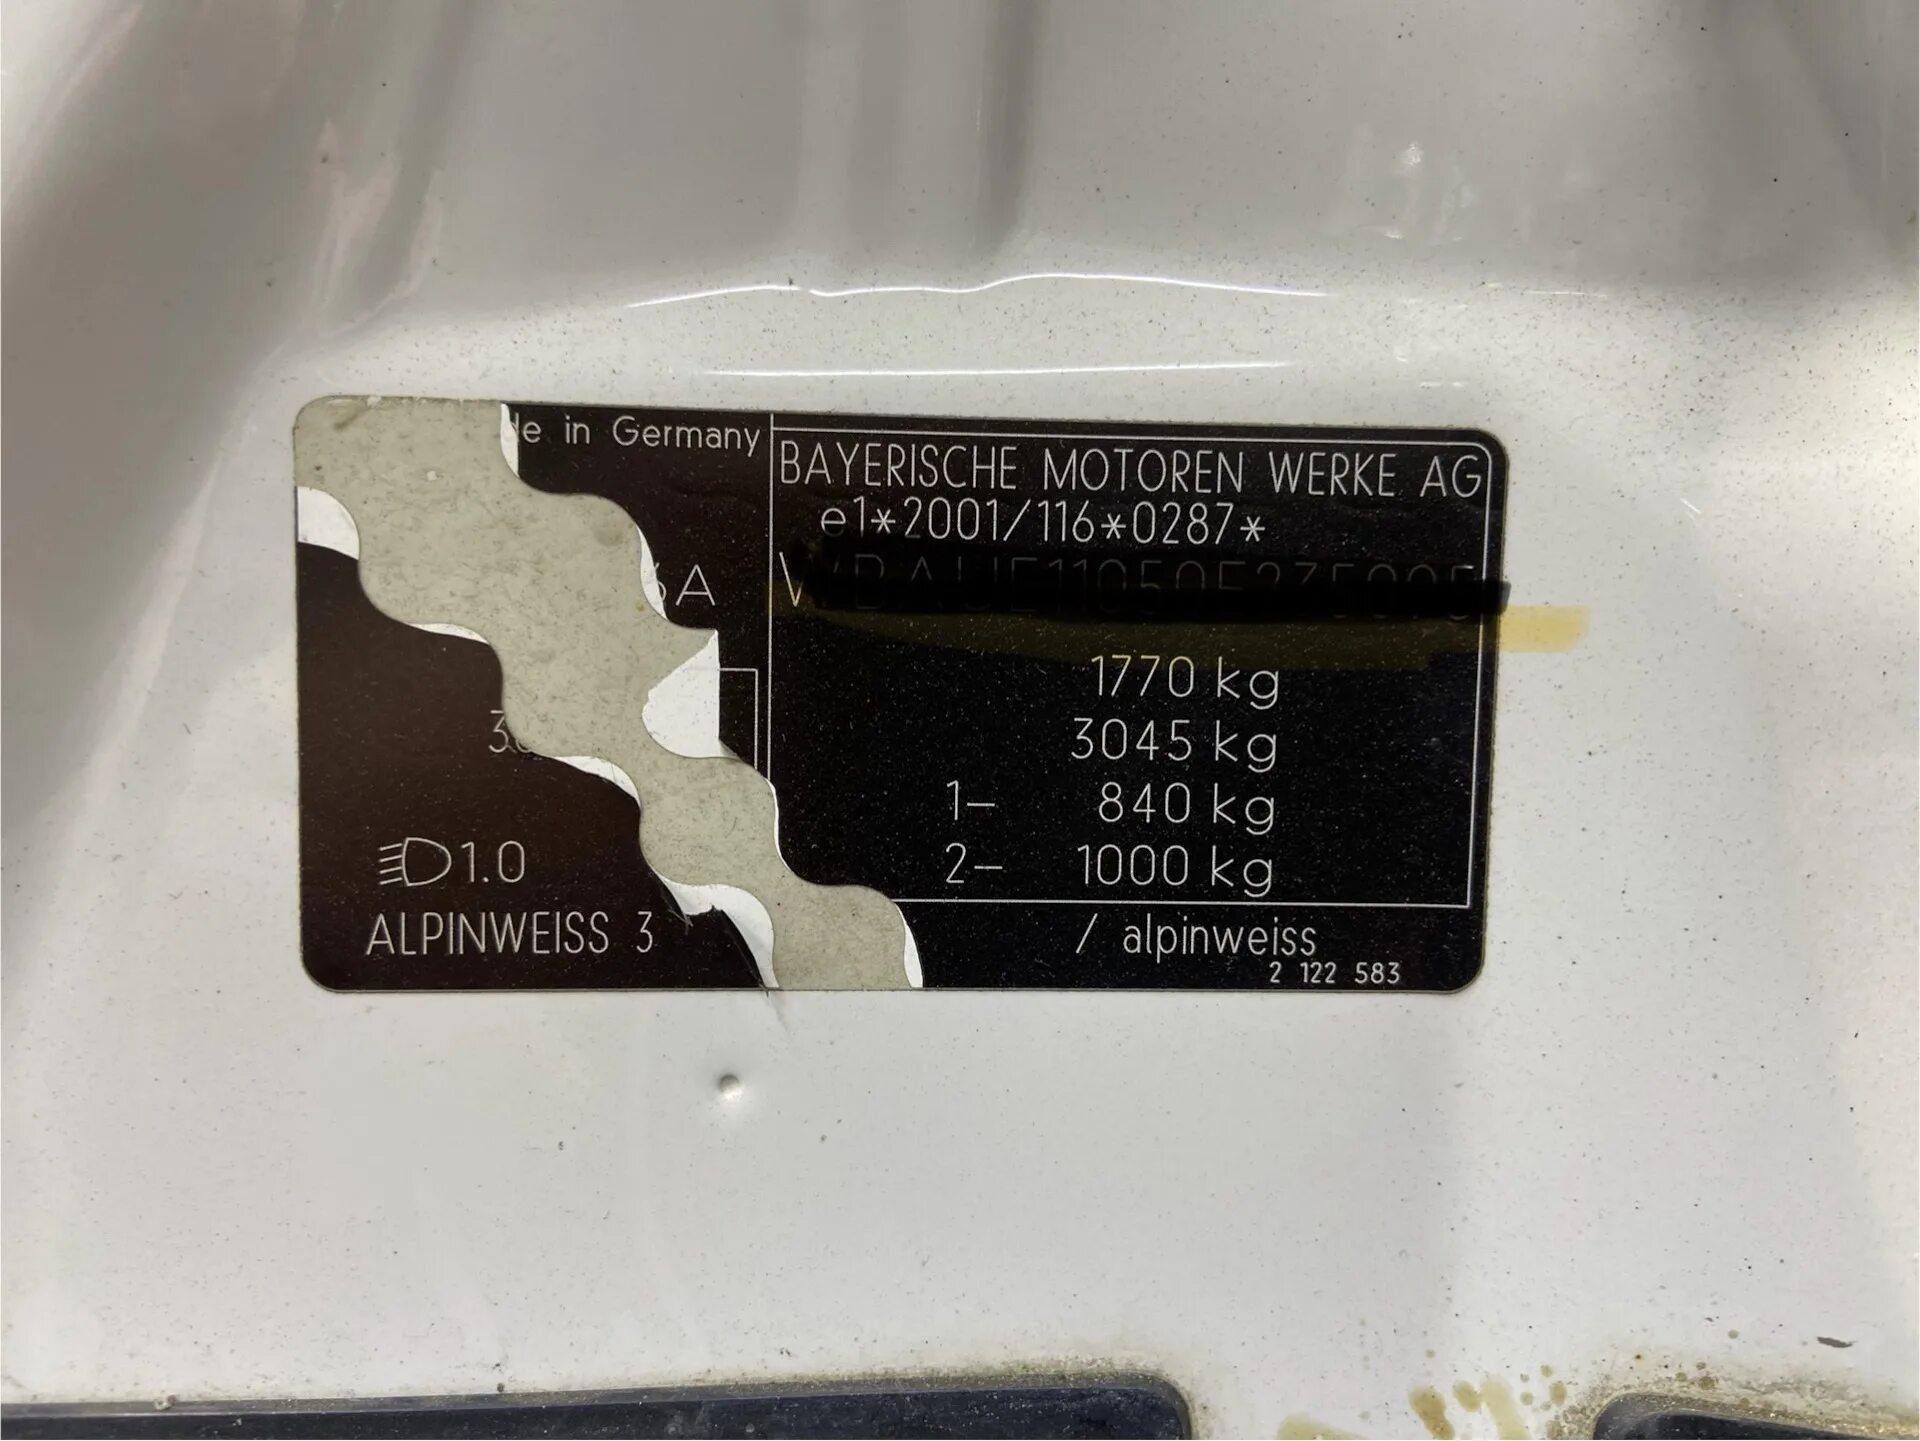 in Germany
BAYERISCHE MOTOREN WERKE AG
e1*2001/116*0287*
1770 kg
3045 kg
1- 840 kg
2- 1000 kg
1.0
ALPINWEISS 3 / alpinweiss
2 122 583